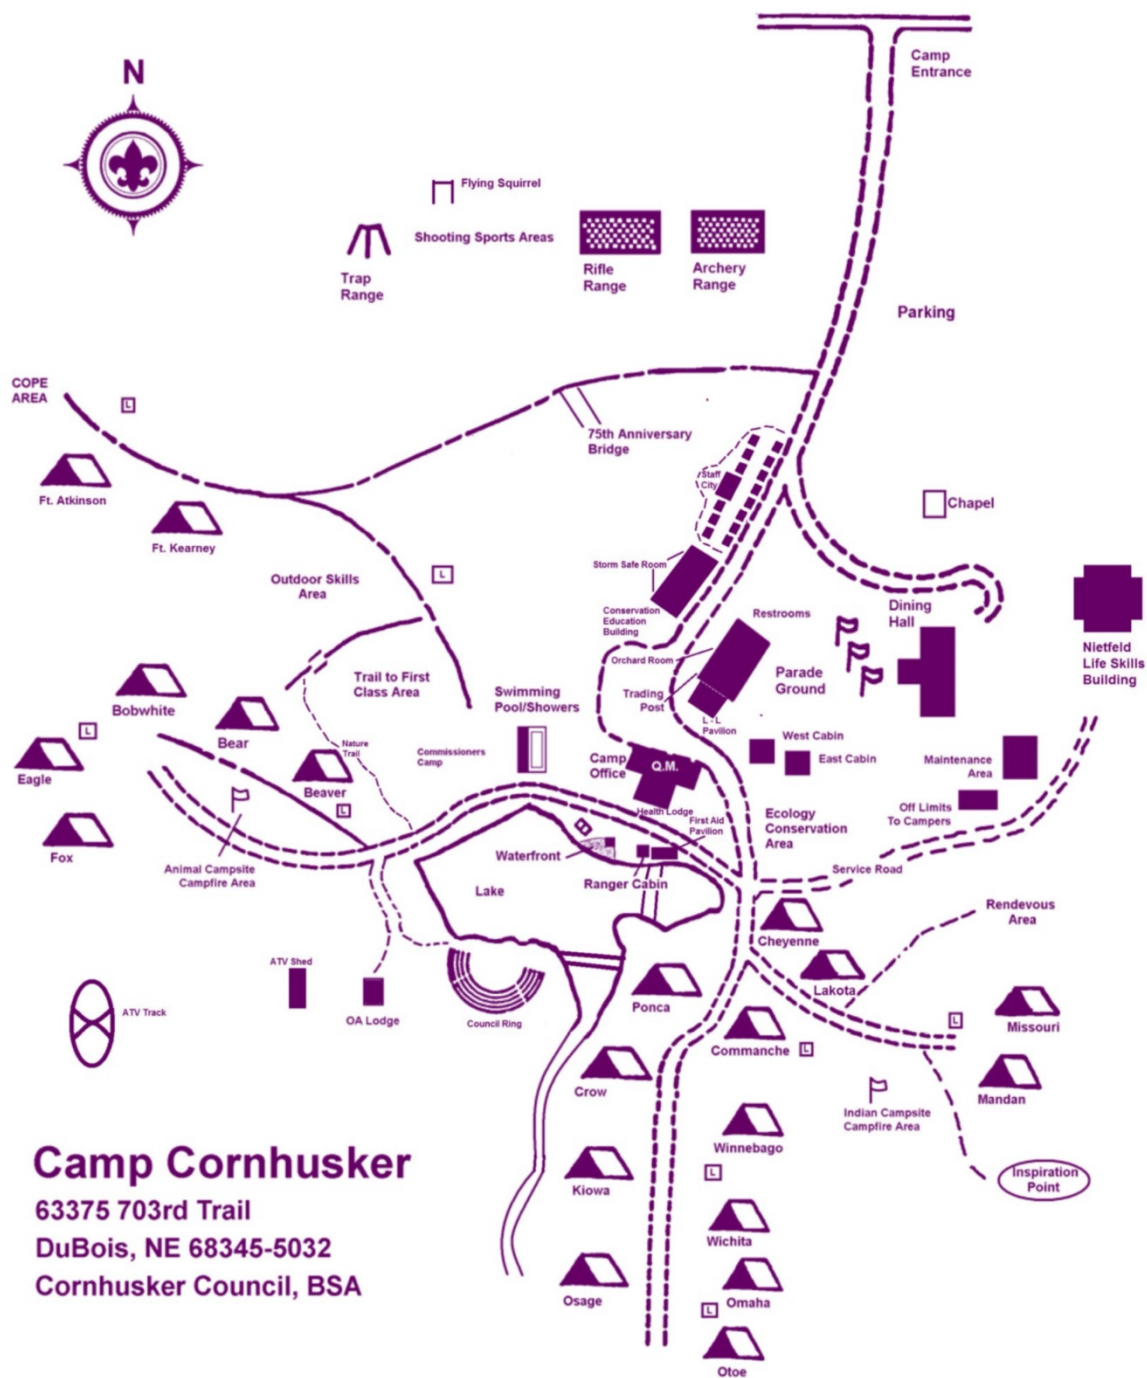 Camp
Entrance
N
Flying Squirrel
Shooting Sports Areas
Trap
Range
Rifle
Range
Archery
Range
Parking
COPE
AREA
L
75th Anniversary
Bridge
Ft. Atkinson
Staff
City
Chapel
Ft. Kearney
Storm Safe Room
Outdoor Skills
Area
L
Conservation
Education
Building
Restrooms
Dining
Hall
Nietfeld
Life Skills
Building
Orchard Room
Parade
Ground
Trail to First
Class Area
Swimming
Pool/Showers
Trading
Post
L - L
Pavilion
Bobwhite
L
Bear
Nature
Trail
Commissioners
Camp
Camp
Office
Q.M.
West Cabin
East Cabin
Maintenance
Area
Eagle
Beaver
L
Health Lodge
First Aid
Pavilion
Ecology
Conservation
Area
Off Limits
To Campers
Fox
Animal Campsite
Campfire Area
Waterfront
Ranger Cabin
Service Road
Lake
Rendevous
Area
Cheyenne
ATV Shed
Lakota
Ponca
ATV Track
OA Lodge
Council Ring
Missouri
L
Commanche
L
Crow
Mandan
Indian Campsite
Campfire Area
Winnebago
Camp Cornhusker
63375 703rd Trail
DuBois, NE 68345-5032
Cornhusker Council, BSA
Inspiration
Point
L
Kiowa
Wichita
Osage
Omaha
L
Otoe